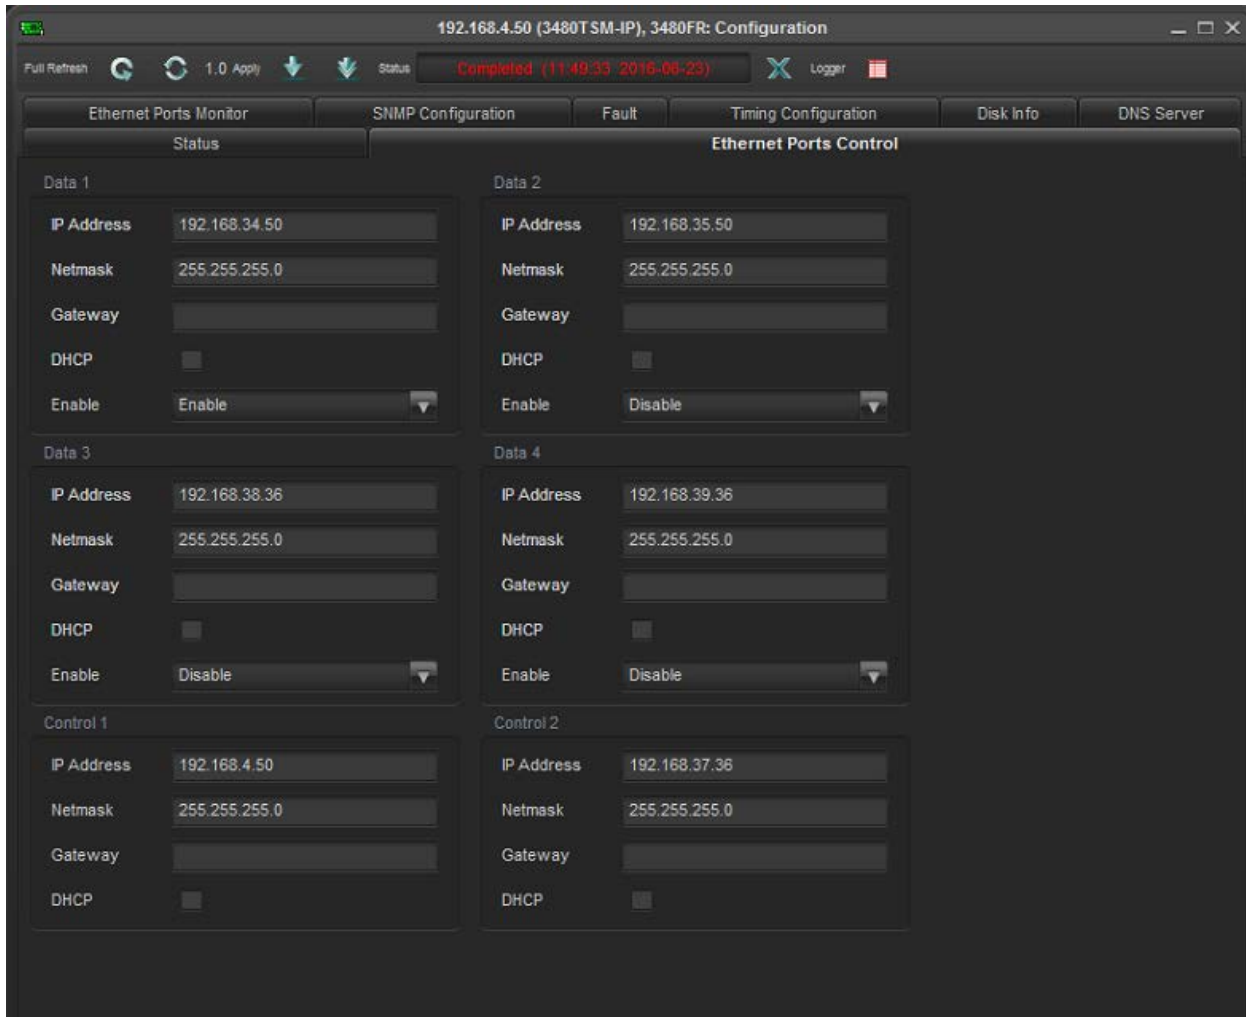 192.168.4.50 (3480TSM-IP), 3480FR: Configuration
Full Refresh 1.0 Apply Status Completed (11:49:33 2016-06-23) Logger
Ethernet Ports Monitor SNMP Configuration Fault Timing Configuration Disk Info DNS Server
Status Ethernet Ports Control
Data 1 Data 2
IP Address 192.168.34.50 IP Address 192.168.35.50
Netmask 255.255.255.0 Netmask 255.255.255.0
Gateway Gateway
DHCP DHCP
Enable Enable Enable Disable
Data 3 Data 4
IP Address 192.168.38.36 IP Address 192.168.39.36
Netmask 255.255.255.0 Netmask 255.255.255.0
Gateway Gateway
DHCP DHCP
Enable Disable Enable Disable
Control 1 Control 2
IP Address 192.168.4.50 IP Address 192.168.37.36
Netmask 255.255.255.0 Netmask 255.255.255.0
Gateway Gateway
DHCP DHCP